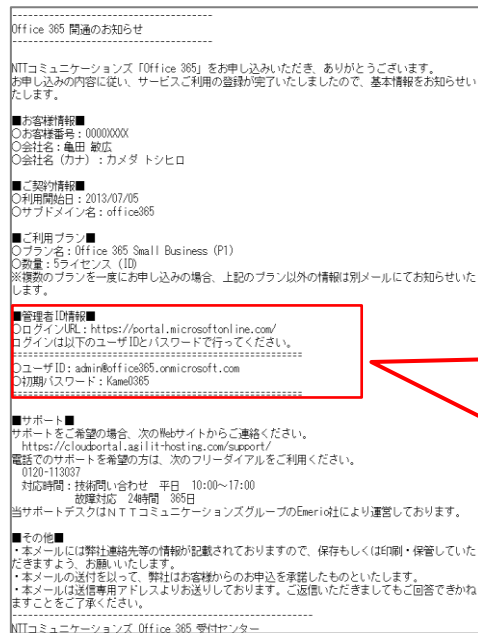 ----------------------------------
Office 365 開通のお知らせ
----------------------------------
NTTコミュニケーションズ「Office 365」をお申し込みいただき、ありがとうございます。
お申し込みの内容に従い、サービスご利用の登録が完了いたしましたので、基本情報をお知らせい
たします。
■お客様情報■
○お客様番号：0000XXXX
○会社名：亀田 敏広
○会社名（カナ）：カメダ トシヒロ
■ご契約情報■
○利用開始日：2013/07/05
○サブドメイン名：office365
■ご利用プラン■
○プラン名：Office 365 Small Business (P1)
○数量：5ライセンス (ID)
※複数のプランを一度にお申し込みの場合、上記のプラン以外の情報は別メールにてお知らせいた
します。
■管理者ID情報■
○ログインURL：https://portal.microsoftonline.com/
ログインは以下のユーザIDとパスワードで行ってください。
====================================================
○ユーザID：admin@office365.onmicrosoft.com
○初期パスワード：Kame0365
====================================================
■サポート■
サポートをご希望の場合、次のWebサイトからご連絡ください。
https://cloudportal.agilit-hosting.com/support/
電話でのサポートを希望の方は、次のフリーダイアルをご利用ください。
0120-113037
対応時間：技術問い合わせ 平日 10:00～17:00
故障対応 24時間 365日
当サポートデスクはＮＴＴコミュニケーションズグループのEmerio社により運営しております。
■その他■
・本メールには弊社連絡先等の情報が記載されておりますので、保存もしくは印刷・保管していた
だきますよう、お願いいたします。
・本メールの送付を以って、弊社はお客様からのお申込を承諾したものといたします。
・本メールは送信専用アドレスよりお送りしております。ご返信いただきましてもご回答できかね
ますことをご了承ください。
----------------------------------------------------
NTTコミュニケーションズ Office 365 受付センター